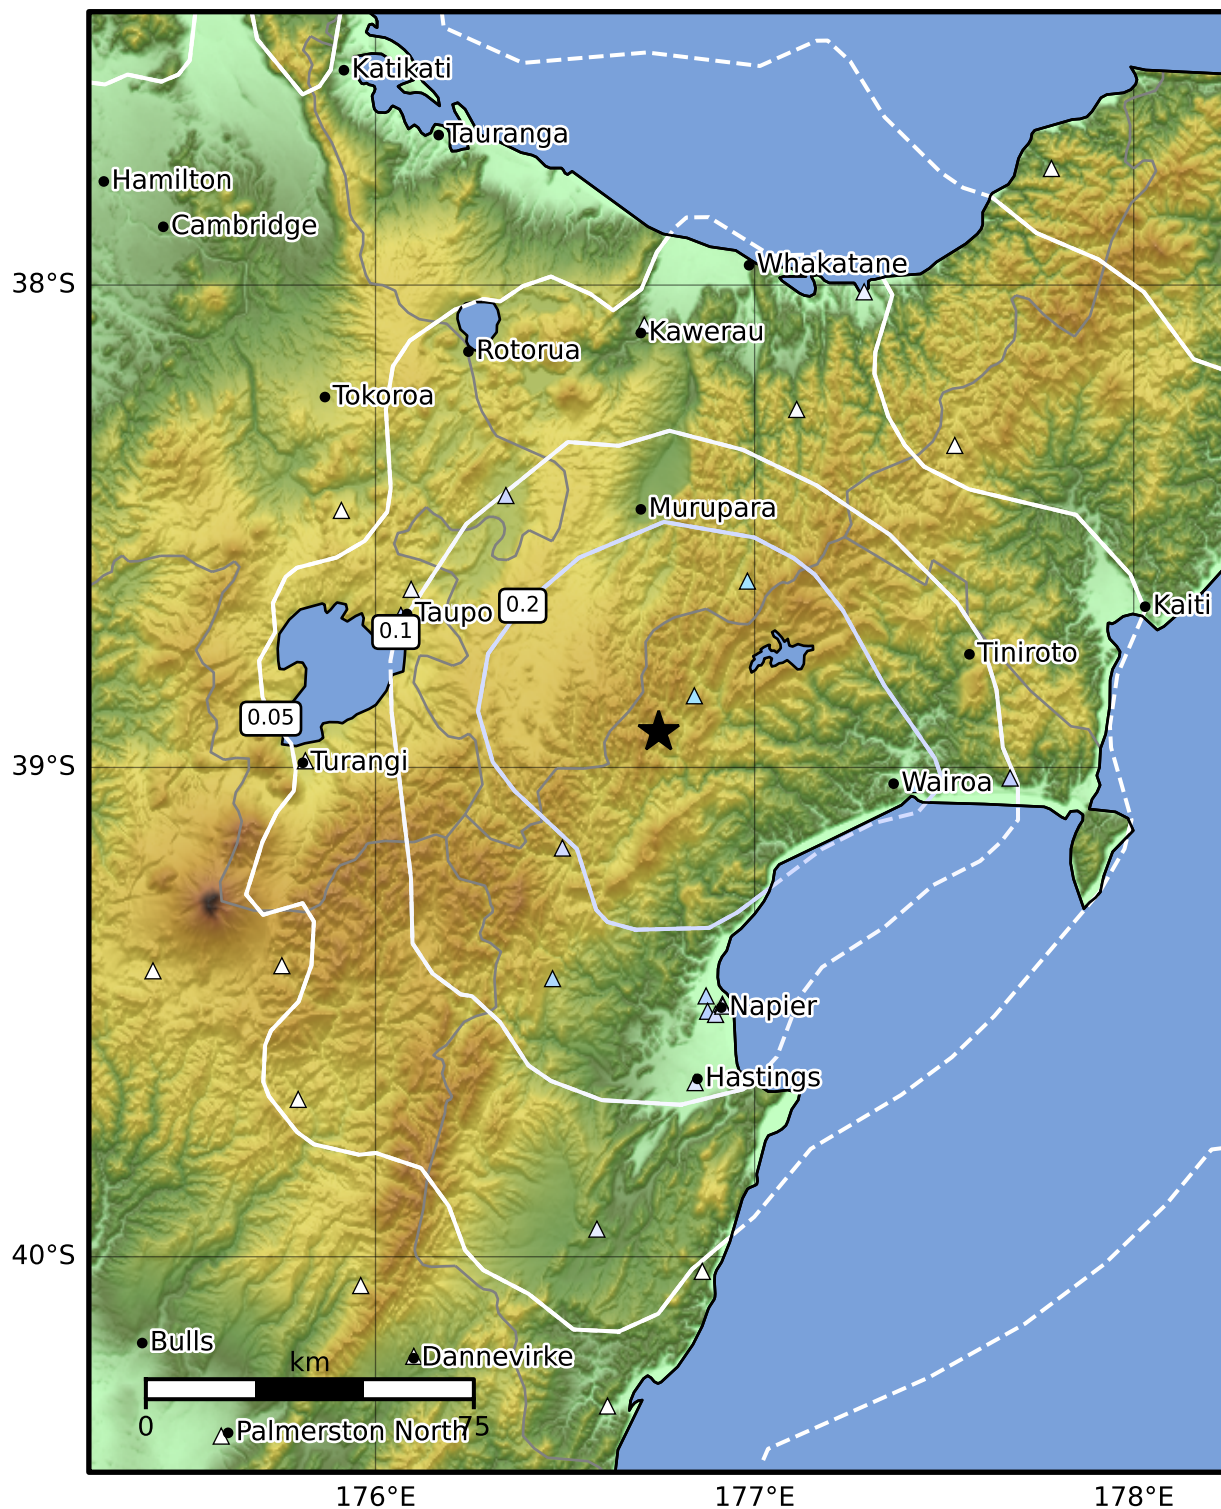 Katikati
Tauranga
Hamilton
Cambridge
Whakatane
38°S
Kawerau
Rotorua
Tokoroa
Murupara
0.2
Kaiti
Taupo
0.1
Tiniroto
0.05
Turangi
39°S
Wairoa
Napier
Hastings
40°S
Bulls
Dannevirke
km
0
75
Palmerston North
176°E
177°E
178°E